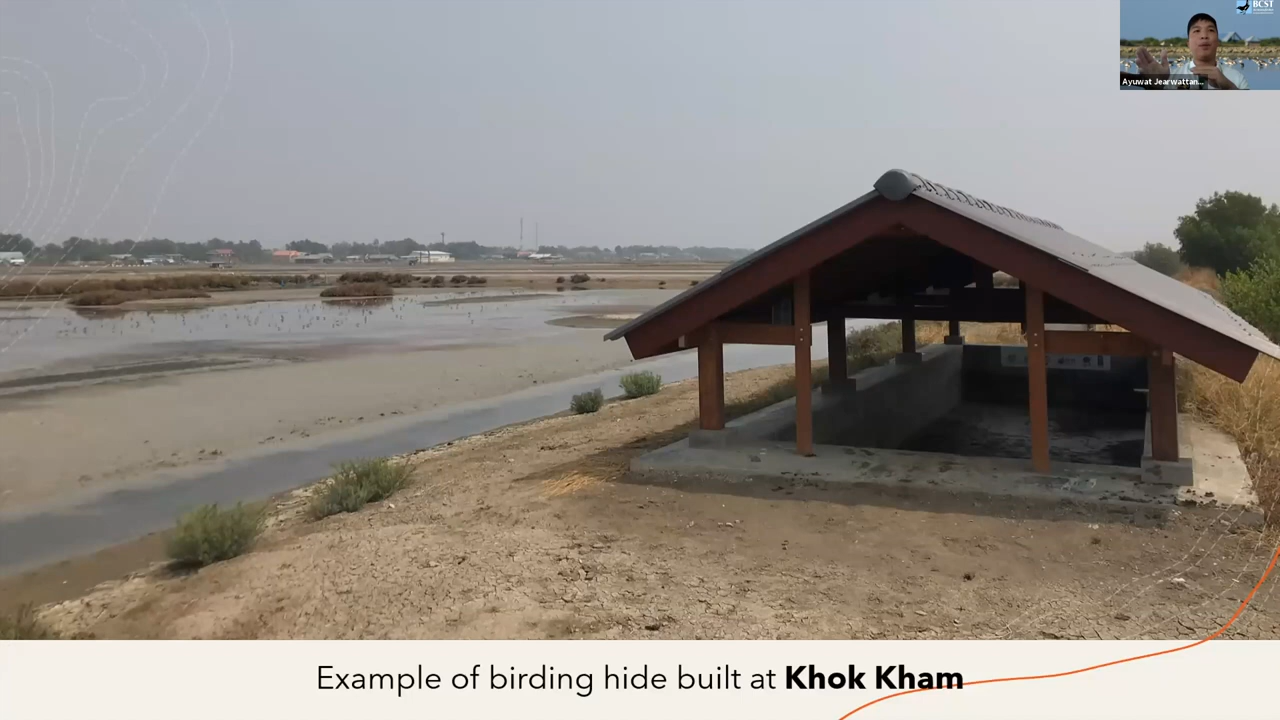 BCST
Ayuwat Jearwattan...
Example of birding hide built at Khok Kham